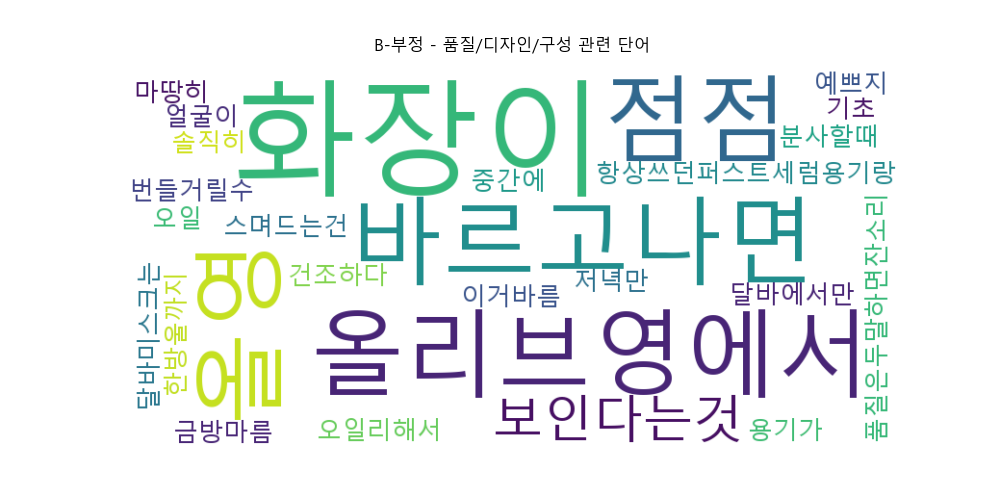 B-부정 - 품질/디자인/구성 관련 단어
마땅히
얼굴이
솔직히
화장이
점점
예쁘지
기초
분사할때
번들거릴수
중간에
항상쓰던퍼스트세럼용기랑
오일
스며드는건
바르고나면
올영
건조하다
이거바름
저녁만
달바에서만
달바미스크는
한방울까지
올리브영에서
품질은두말하면잔소리
금방마름
오일리해서
보인다는것
용기가